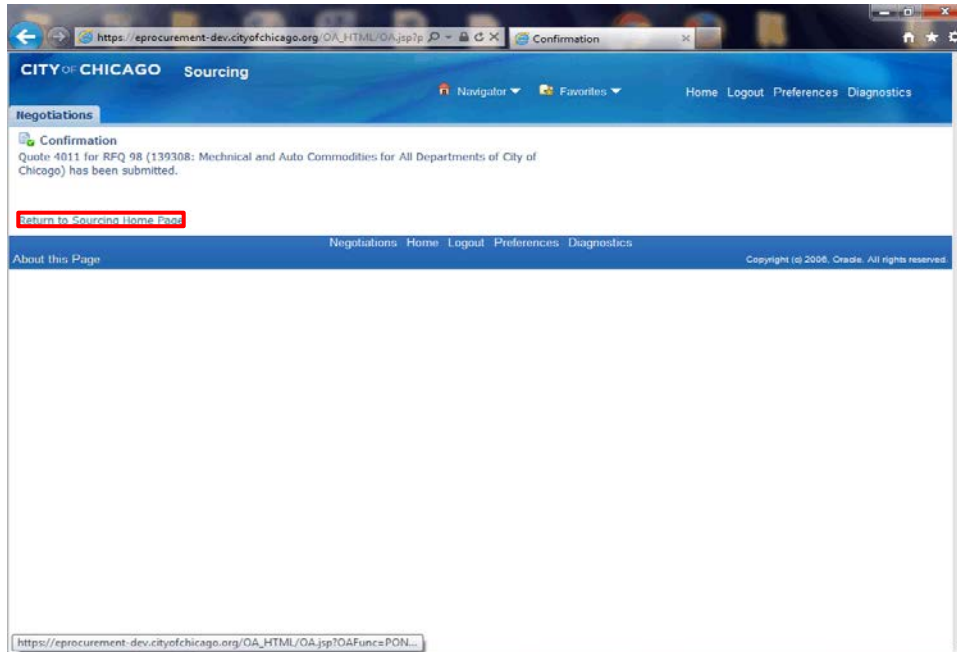 https://eprocurement-dev.cityofchicago.org/OA_HTML/OA.jsp?p
Confirmation
CITY OF CHICAGO Sourcing
Navigator Favorites Home Logout Preferences Diagnostics
Negotiations
Confirmation
Quote 4011 for RFQ 98 (139308: Mechnical and Auto Commodities for All Departments of City of
Chicago) has been submitted.
Return to Sourcing Home Page
Negotiations Home Logout Preferences Diagnostics
About this Page Copyright (c) 2006, Oracle. All rights reserved.
https://eprocurement-dev.cityofchicago.org/OA_HTML/OA.jsp?OAFunc=PON...